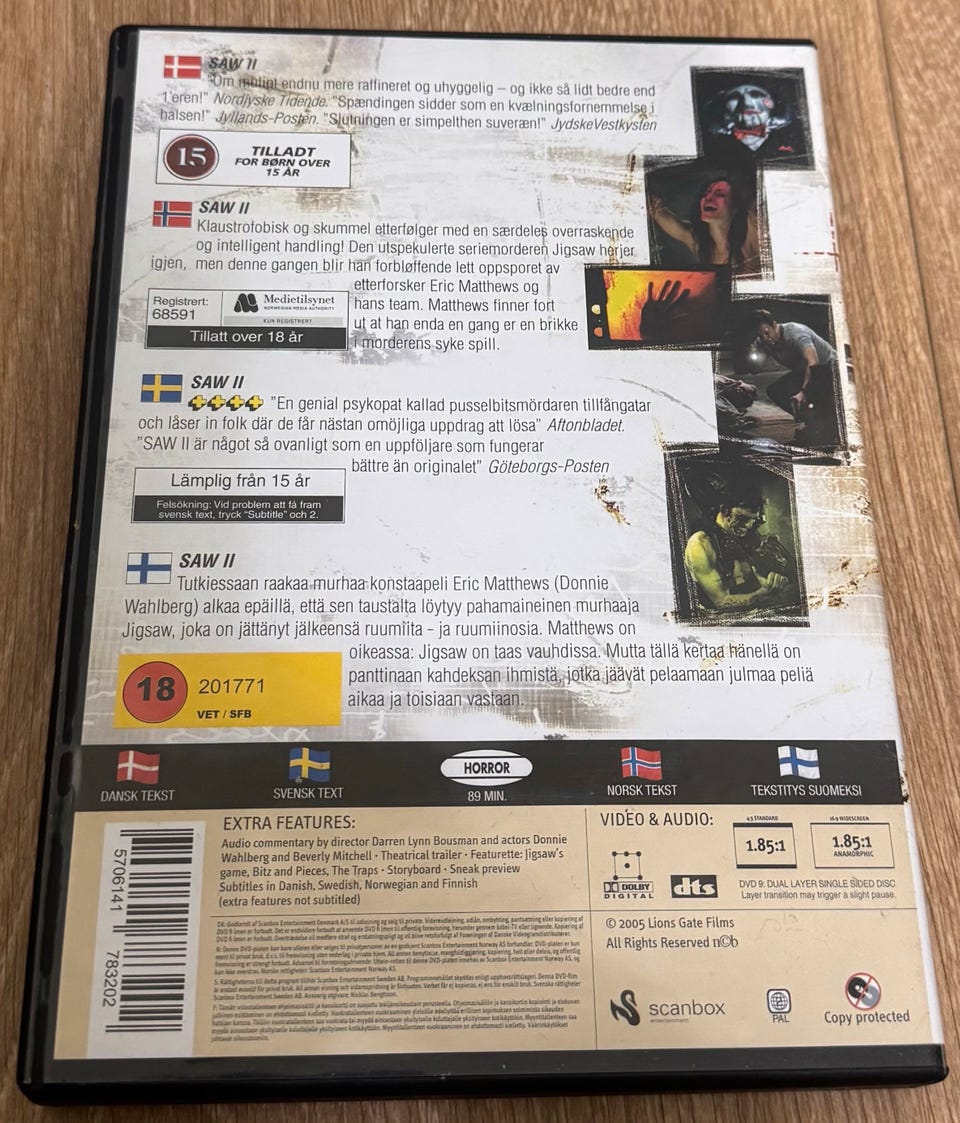 SAW II
"Om muligt endnu mere raffineret og uhyggelig – og ikke så lidt bedre end
1'eren!" Nordjyske Tidende. "Spændingen sidder som en kvælningsfornemmelse i
halsen!" Jyllands-Posten. "Slutningen er simpelthen suveræn!" JydskeVestkysten
15
TILLADT
FOR BØRN OVER
15 ÅR
SAW II
Klaustrofobisk og skummel etterfølger med en særdeles overraskende
og intelligent handling! Den utspekulerte seriemorderen Jigsaw herjer
igjen, men denne gangen blir han forbløffende lett oppsporet av
etterforsker Eric Matthews og
hans team. Matthews finner fort
ut at han enda en gang er en brikke
i morderens syke spill.
Registrert:
68591
Medietilsynet
NORWEGIAN MEDIA AUTHORITY
KUN REGISTRERT
Tillatt over 18 år
SAW II
"En genial psykopat kallad pusselbitsmördaren tillfångatar
och låser in folk där de får nästan omöjliga uppdrag att lösa" Aftonbladet.
"SAW II är något så ovanligt som en uppföljare som fungerar
bättre än originalet" Göteborgs-Posten
Lämplig från 15 år
Felsökning: Vid problem att få fram
svensk text, tryck "Subtitle" och 2.
SAW II
Tutkiessaan raakaa murhaa konstaapeli Eric Matthews (Donnie
Wahlberg) alkaa epäillä, että sen taustalta löytyy pahamaineinen murhaaja
Jigsaw, joka on jättänyt jälkeensä ruumiita - ja ruumiinosia. Matthews on
oikeassa: Jigsaw on taas vauhdissa. Mutta tällä kertaa hänellä on
panttinaan kahdeksan ihmistä, jotka jäävät pelaamaan julmaa peliä
aikaa ja toisiaan vastaan.
18
201771
VET / SFB
DANSK TEKST
SVENSK TEXT
HORROR
89 MIN.
NORSK TEKST
TEKSTITYS SUOMEKSI
5706141 783202
EXTRA FEATURES:
Audio commentary by director Darren Lynn Bousman and actors Donnie
Wahlberg and Beverly Mitchell · Theatrical trailer · Featurette: Jigsaw's
game, Bitz and Pieces, The Traps · Storyboard · Sneak preview
Subtitles in Danish, Swedish, Norwegian and Finnish
(extra features not subtitled)
VIDEO & AUDIO:
4:3 STANDARD
1.85:1
16:9 WIDESCREEN
1.85:1
ANAMORPHIC
DOLBY
DIGITAL
dts
DVD 9: DUAL LAYER SINGLE SIDED DISC
Layer transition may trigger a slight pause.
© 2005 Lions Gate Films
All Rights Reserved n©b
scanbox
entertainment
PAL
Copy protected